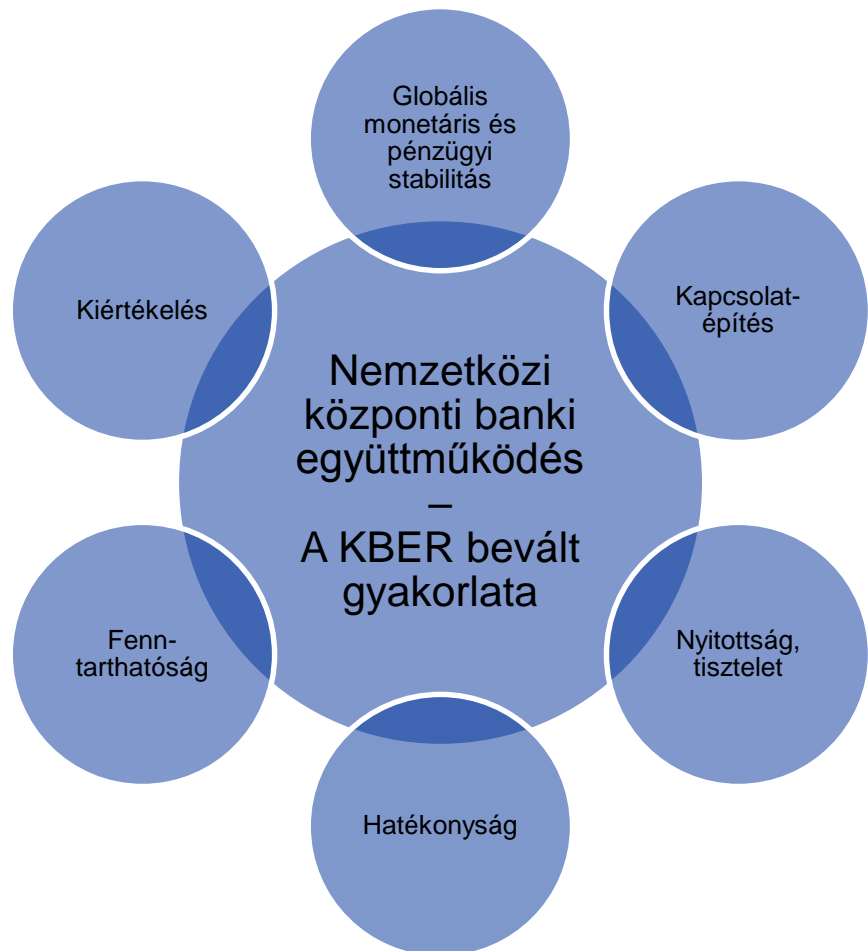 Globális
monetáris és
pénzügyi
stabilitás
Kiértékelés
Kapcsolat-
építés
Nemzetközi
központi banki
együttműködés
–
A KBER bevált
gyakorlata
Fenn-
tarthatóság
Nyitottság,
tisztelet
Hatékonyság